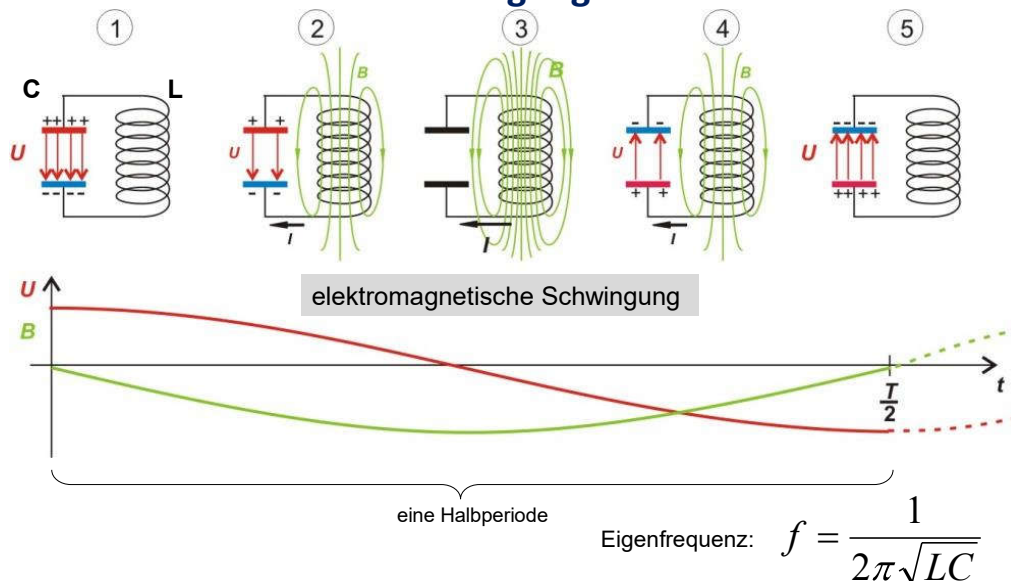 1 2 3 4 5
C L
U
++ ++
-- --
U
+ +
- -
B
I
B
I
U
- -
+ +
B
I
U
-- --
++ ++
U
B
elektromagnetische Schwingung
t
T
2
eine Halbperiode
Eigenfrequenz: f = 1 / 2π√LC